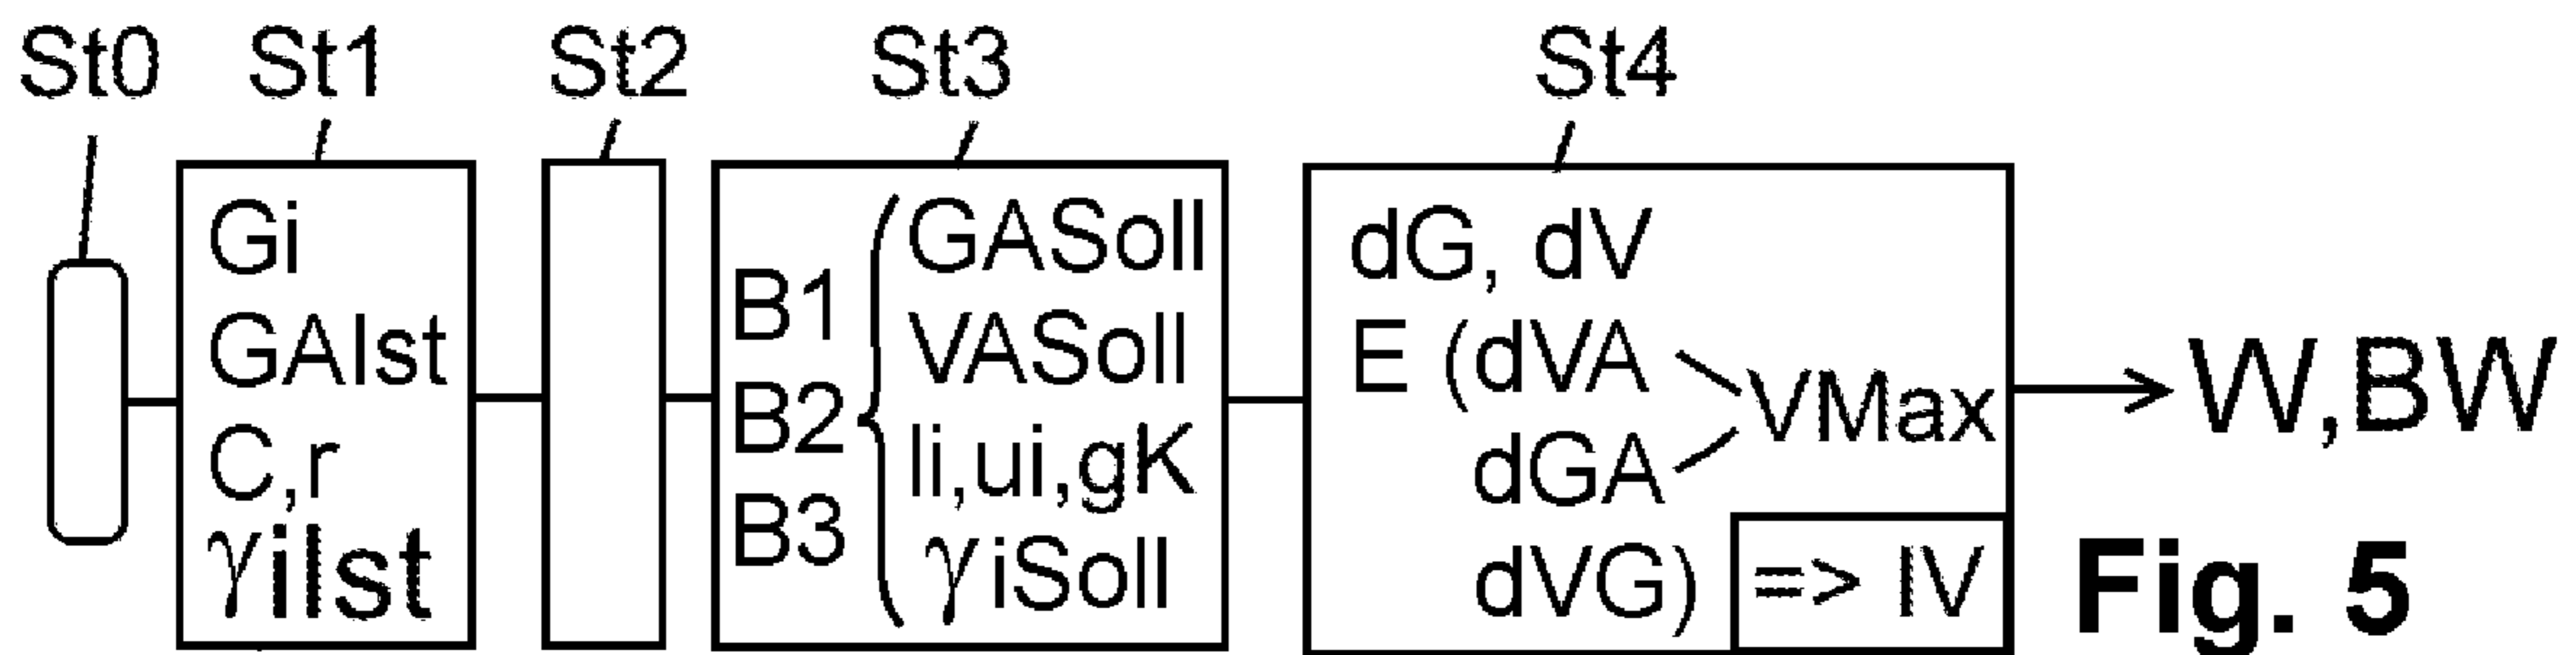 St0 St1 St2 St3 St4
Gi
GAIst
C,r
γiIst
B1
B2
B3
GASoll
VASoll
li,ui,gK
γiSoll
dG, dV
E (dVA
dGA
VMax
dVG)
=> IV
W,BW
Fig. 5